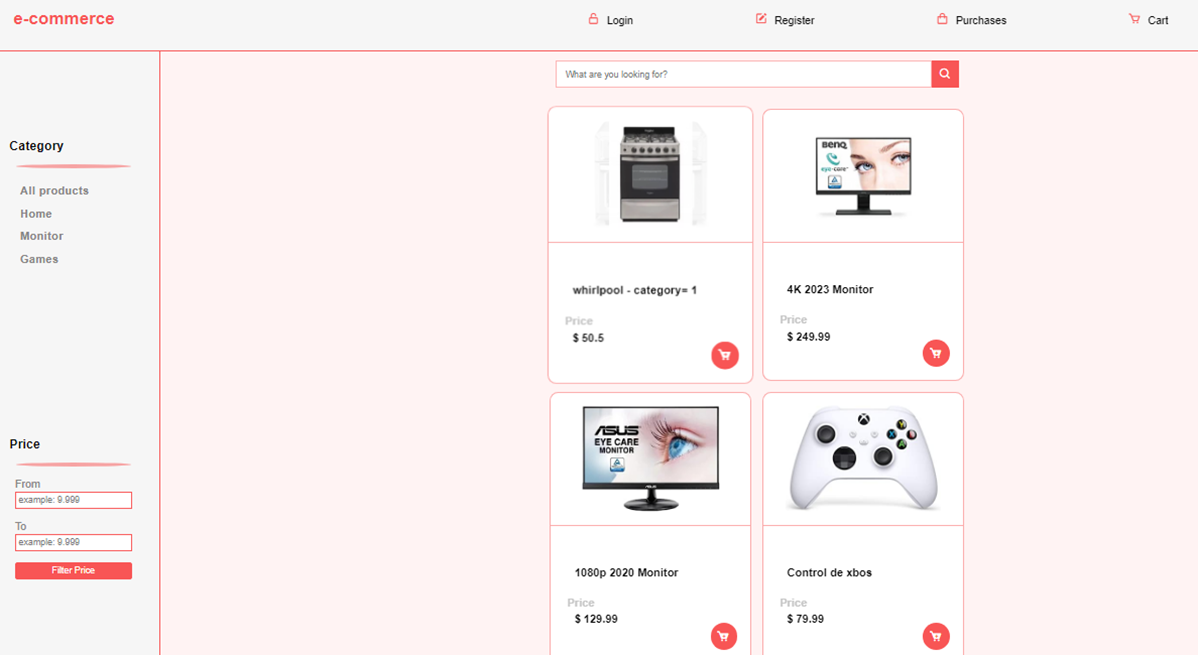 e-commerce
Login
Register
Purchases
Cart
What are you looking for?
Category
All products
Home
Monitor
Games
Price
From
example: 9.999
To
example: 9.999
Filter Price
whirlpool - category= 1
Price
$ 50.5
BenQ
eye-care
4K 2023 Monitor
Price
$ 249.99
ASUS
EYE CARE
MONITOR
1080p 2020 Monitor
Price
$ 129.99
Control de xbos
Price
$ 79.99